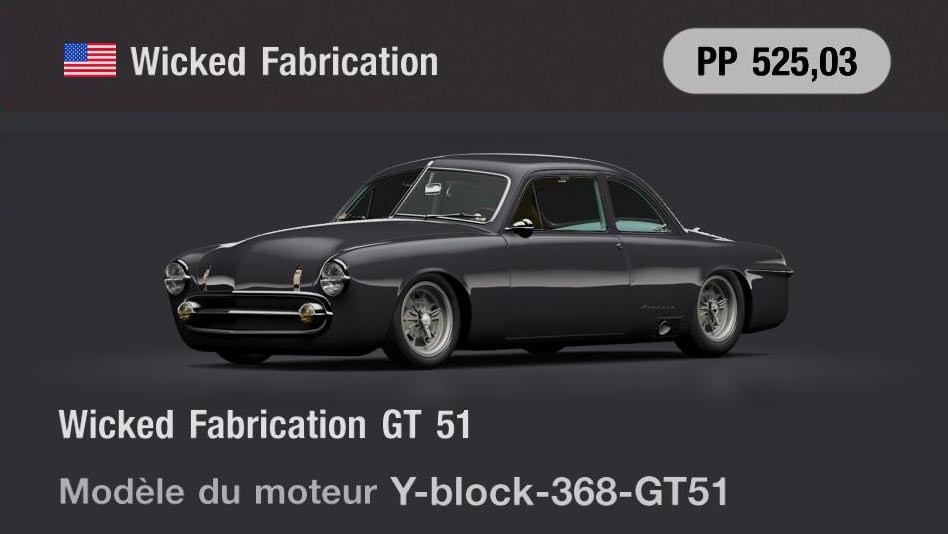 Wicked Fabrication
PP 525,03
Wicked Fabrication GT 51
Modèle du moteur Y-block-368-GT51